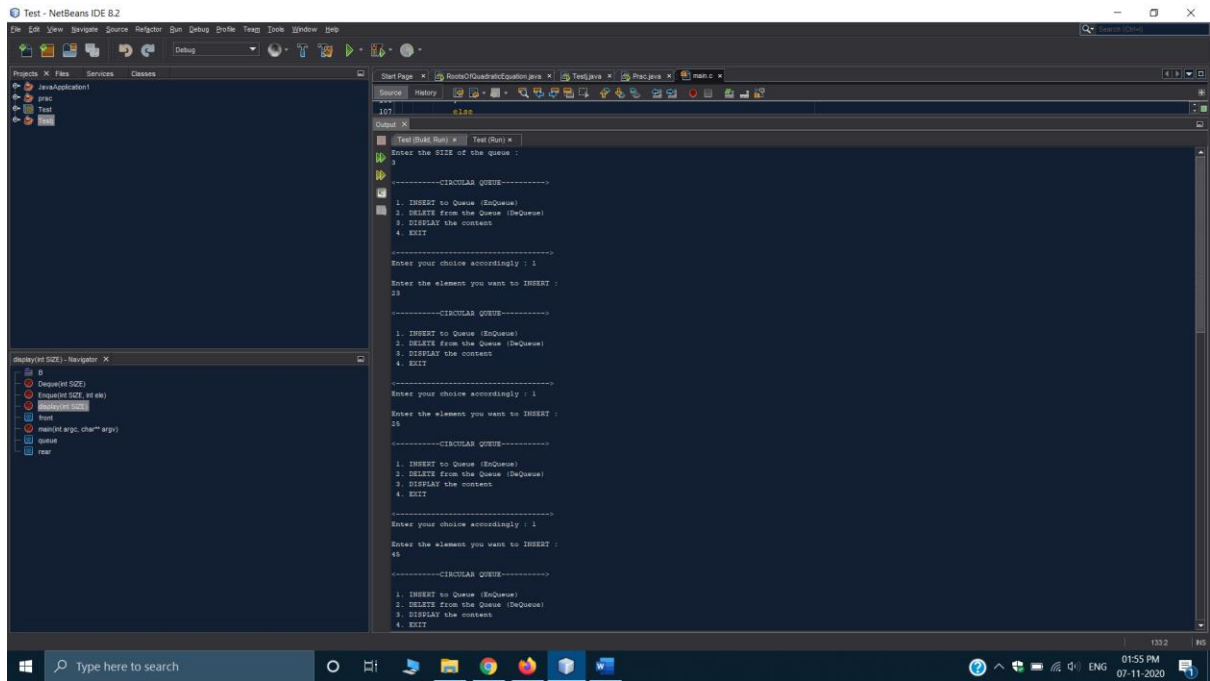 Test - NetBeans IDE 8.2
File Edit View Navigate Source Refactor Run Debug Profile Team Tools Window Help
Search (Ctrl+I)
Debug
Projects Files Services Classes
JavaApplication1
prac
Test
Testj
Start Page RootsOfQuadraticEquation.java Testj.java Prac.java main.c
Source History
107 else
Output
Test (Build, Run) Test (Run)
Enter the SIZE of the queue :
3
<----------CIRCULAR QUEUE---------->
1. INSERT to Queue (EnQueue)
2. DELETE from the Queue (DeQueue)
3. DISPLAY the content
4. EXIT
<---------------------------------->
Enter your choice accordingly : 1
Enter the element you want to INSERT :
23
<----------CIRCULAR QUEUE---------->
1. INSERT to Queue (EnQueue)
2. DELETE from the Queue (DeQueue)
3. DISPLAY the content
4. EXIT
<---------------------------------->
Enter your choice accordingly : 1
Enter the element you want to INSERT :
26
<----------CIRCULAR QUEUE---------->
1. INSERT to Queue (EnQueue)
2. DELETE from the Queue (DeQueue)
3. DISPLAY the content
4. EXIT
<---------------------------------->
Enter your choice accordingly : 1
Enter the element you want to INSERT :
45
<----------CIRCULAR QUEUE---------->
1. INSERT to Queue (EnQueue)
2. DELETE from the Queue (DeQueue)
3. DISPLAY the content
4. EXIT
display(int SIZE) - Navigator
B
Deque(int SIZE)
Enque(int SIZE, int ele)
display(int SIZE)
front
main(int argc, char** argv)
queue
rear
133:2 INS
Type here to search
ENG
01:55 PM
07-11-2020